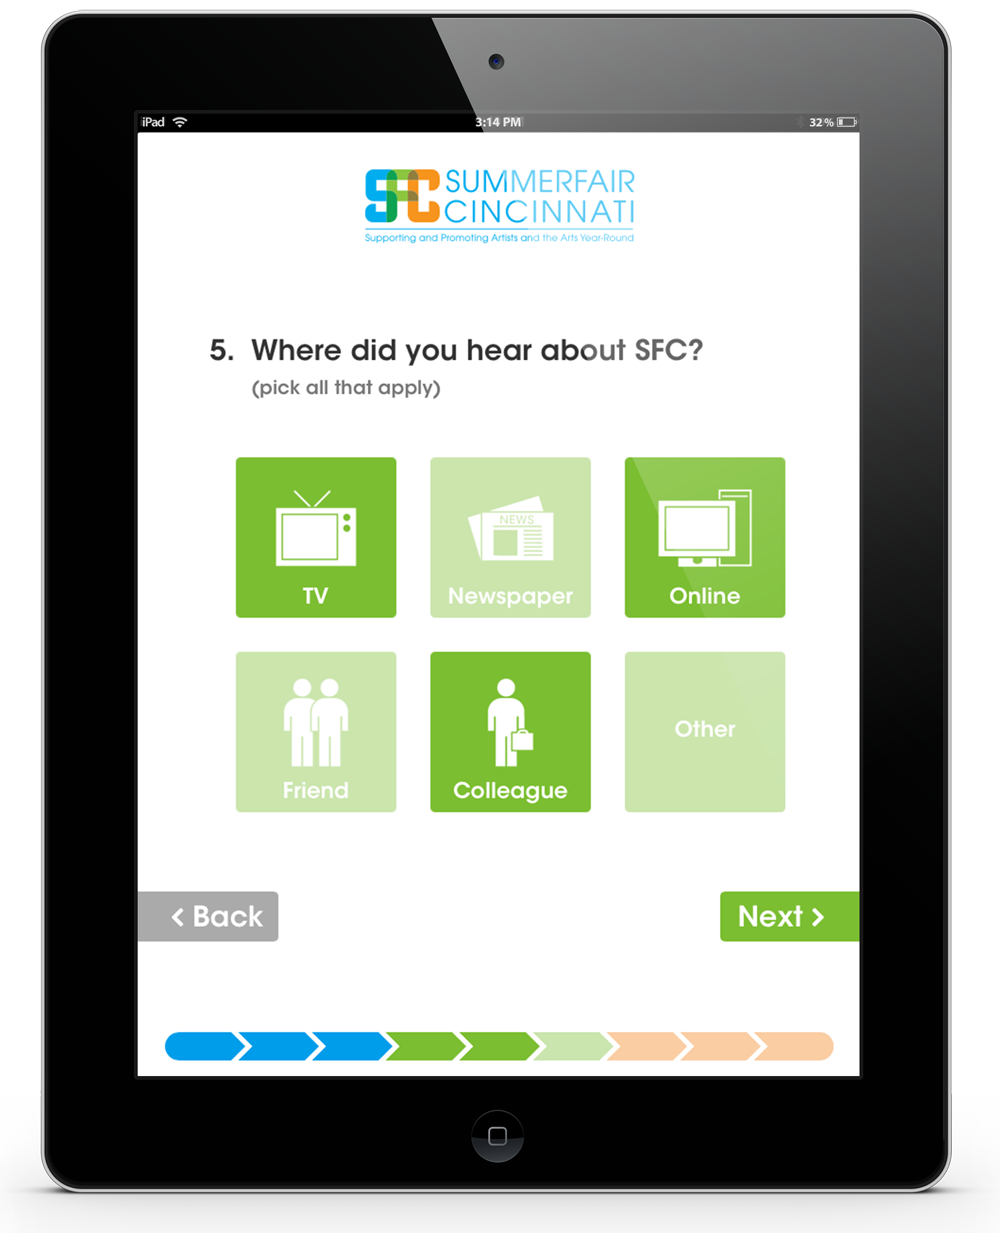 iPad 3:14 PM 32%
SFC SUMMERFAIR
CINCINNATI
Supporting and Promoting Artists and the Arts Year-Round
5. Where did you hear about SFC?
(pick all that apply)
NEWS
TV Newspaper Online
Other
Friend Colleague
< Back Next >